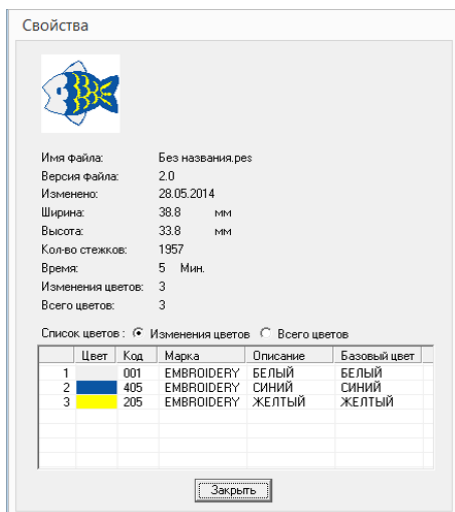 Свойства
Имя файла: Без названия.pes
Версия файла: 2.0
Изменено: 28.05.2014
Ширина: 38.8 мм
Высота: 33.8 мм
Кол-во стежков: 1957
Время: 5 Мин.
Изменения цветов: 3
Всего цветов: 3
Список цветов : Изменения цветов Всего цветов
Цвет Код Марка Описание Базовый цвет
1 001 EMBROIDERY БЕЛЫЙ БЕЛЫЙ
2 405 EMBROIDERY СИНИЙ СИНИЙ
3 205 EMBROIDERY ЖЕЛТЫЙ ЖЕЛТЫЙ
Закрыть